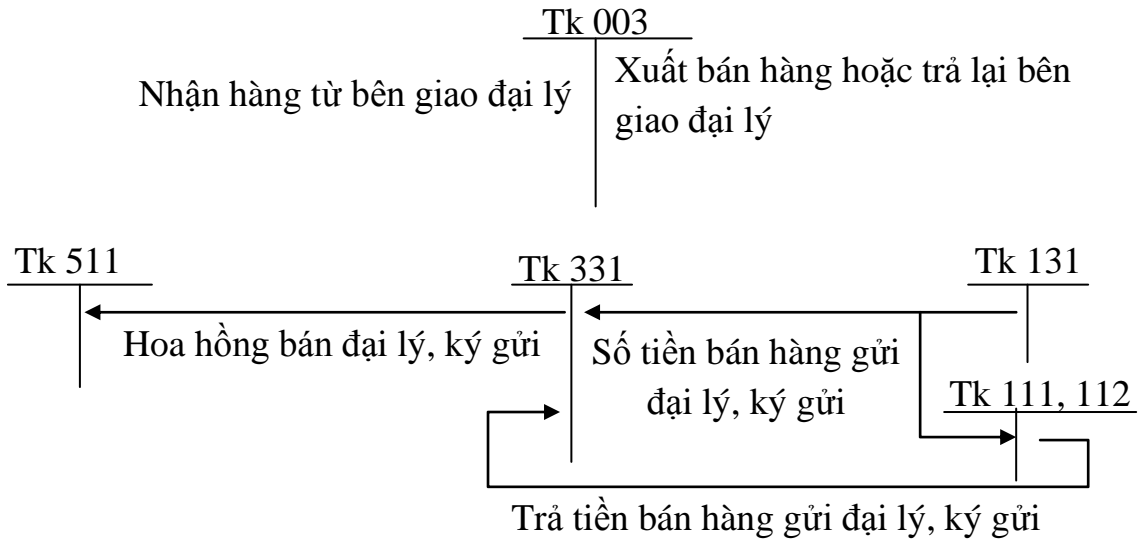 Tk 003
Nhận hàng từ bên giao đại lý
Xuất bán hàng hoặc trả lại bên
giao đại lý
Tk 511
Tk 331
Tk 131
Hoa hồng bán đại lý, ký gửi
Số tiền bán hàng gửi
đại lý, ký gửi
Tk 111, 112
Trả tiền bán hàng gửi đại lý, ký gửi